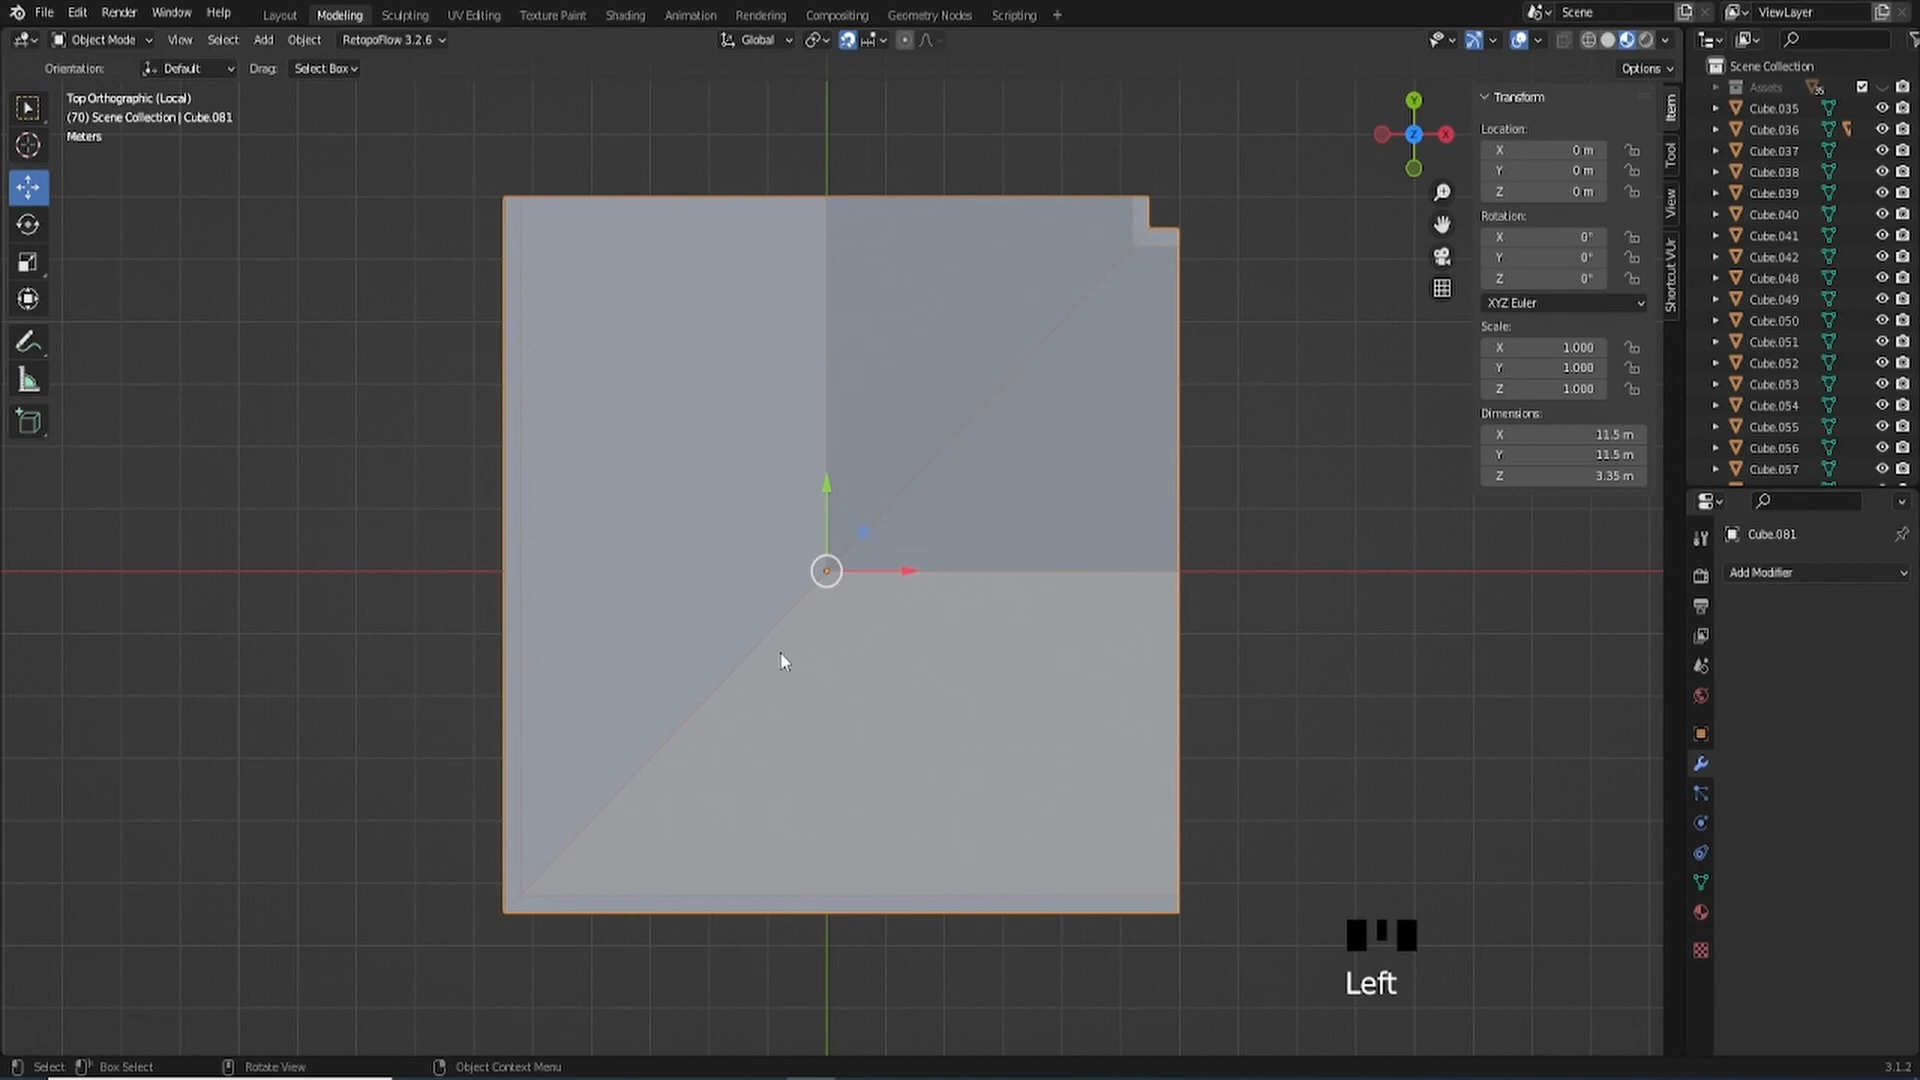 File Edit Render Window Help Layout Modeling Sculpting UV Editing Texture Paint Shading Animation Rendering Compositing Geometry Nodes Scripting + Scene ViewLayer
Object Mode View Select Add Object RetopoFlow 3.2.6 Global
Orientation: Default Drag: Select Box Options
Top Orthographic (Local)
(70) Scene Collection | Cube.081
Meters
Y
Z
X
Transform
Location:
X 0 m
Y 0 m
Z 0 m
Rotation:
X 0°
Y 0°
Z 0°
XYZ Euler
Scale:
X 1.000
Y 1.000
Z 1.000
Dimensions:
X 11.5 m
Y 11.5 m
Z 3.35 m
Item
Tool
View
Shortcut VUr
Scene Collection
Assets 35
Cube.035
Cube.036
Cube.037
Cube.038
Cube.039
Cube.040
Cube.041
Cube.042
Cube.048
Cube.049
Cube.050
Cube.051
Cube.052
Cube.053
Cube.054
Cube.055
Cube.056
Cube.057
Cube.081
Add Modifier
Left
Select Box Select Rotate View Object Context Menu 3.1.2